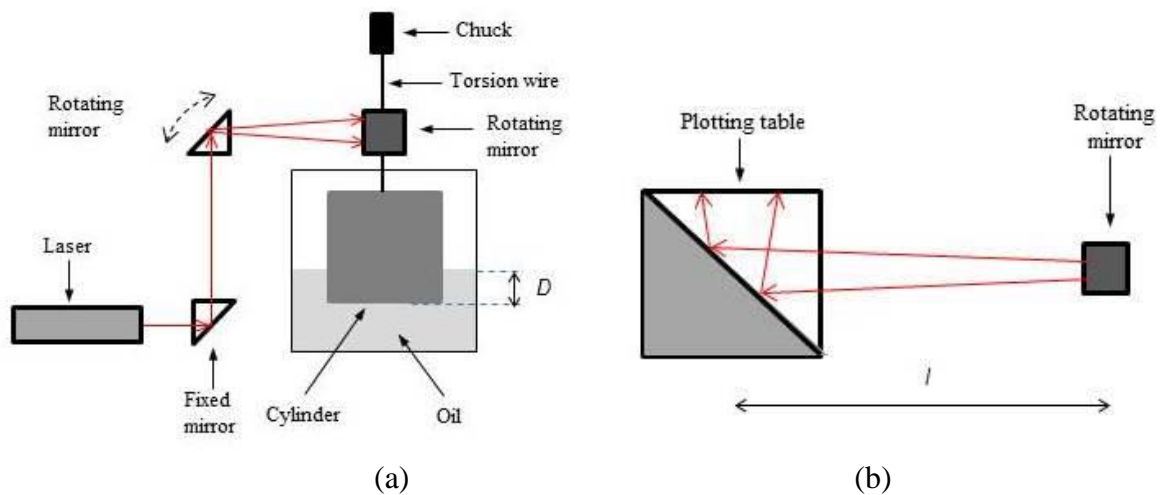 Chuck
Torsion wire
Rotating
mirror
Rotating
mirror
Laser
D
Fixed
mirror
Cylinder
Oil
(a)
Plotting table
Rotating
mirror
l
(b)